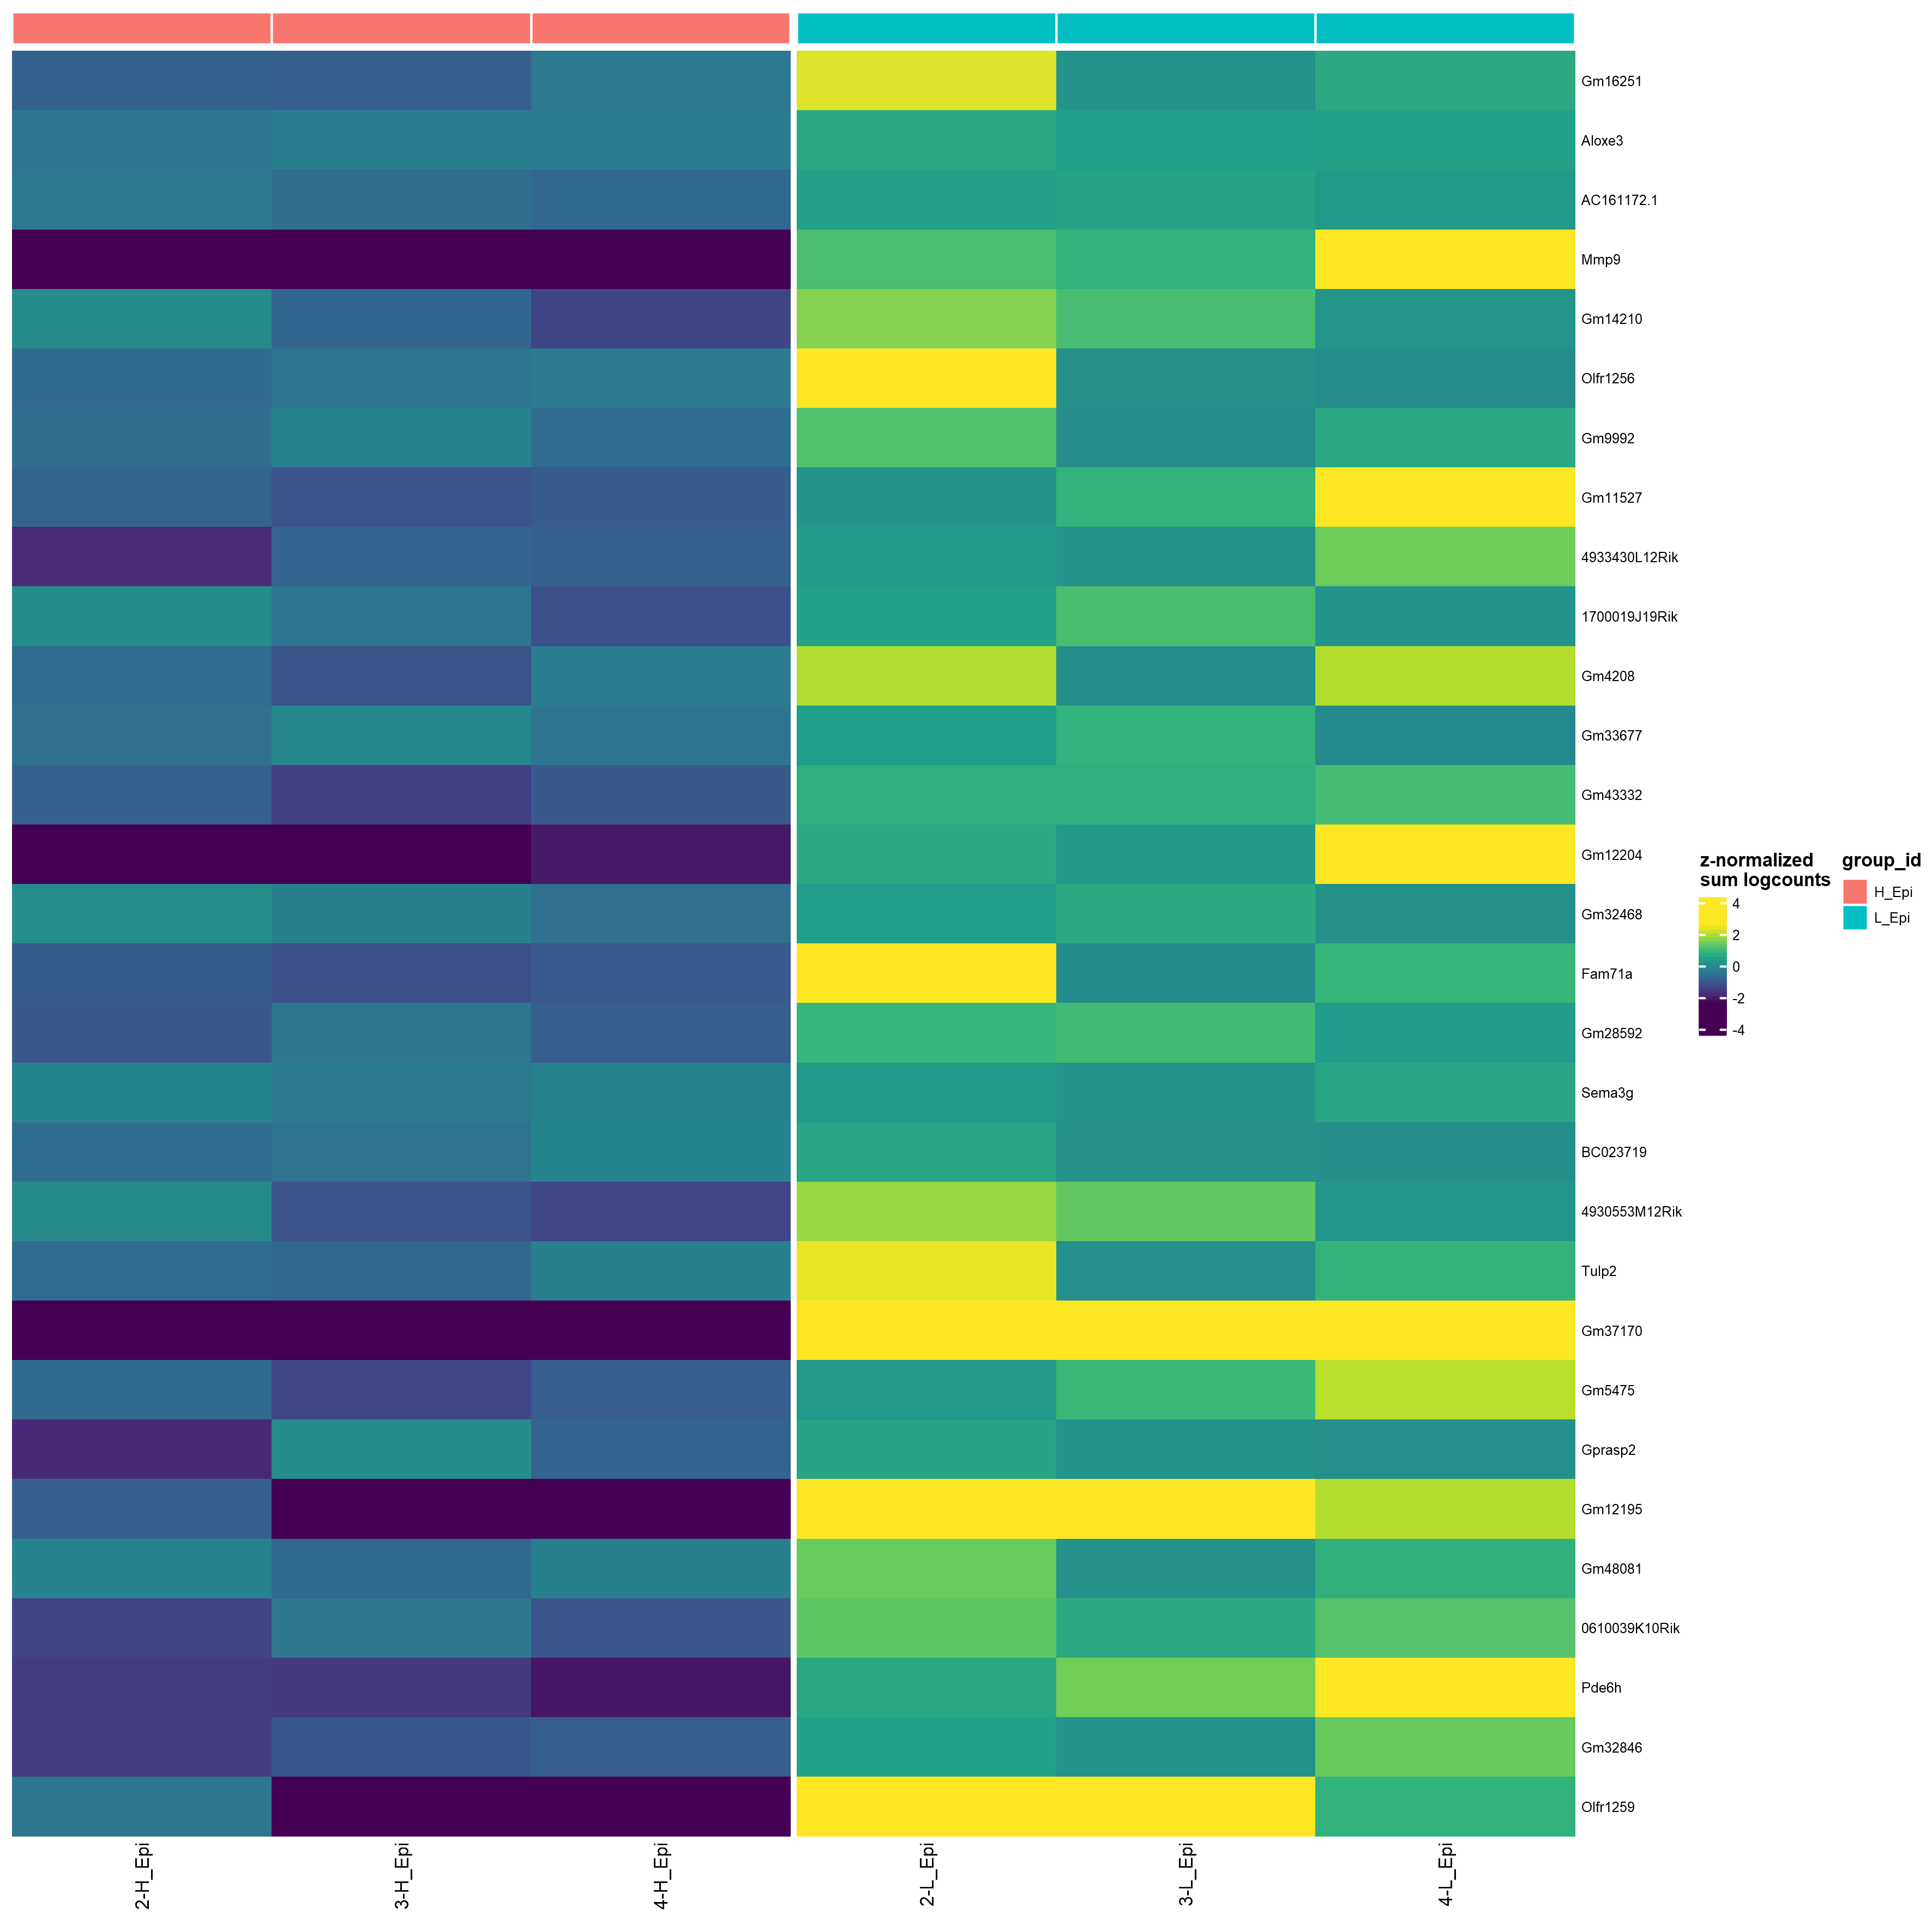 Gm16251
Aloxe3
AC161172.1
Mmp9
Gm14210
Olfr1256
Gm9992
Gm11527
4933430L12Rik
1700019J19Rik
Gm4208
Gm33677
Gm43332
Gm12204
Gm32468
Fam71a
Gm28592
Sema3g
BC023719
4930553M12Rik
Tulp2
Gm37170
Gm5475
Gprasp2
Gm12195
Gm48081
0610039K10Rik
Pde6h
Gm32846
Olfr1259
2-H_Epi
3-H_Epi
4-H_Epi
2-L_Epi
3-L_Epi
4-L_Epi
z-normalized
sum logcounts
4
2
0
-2
-4
group_id
H_Epi
L_Epi